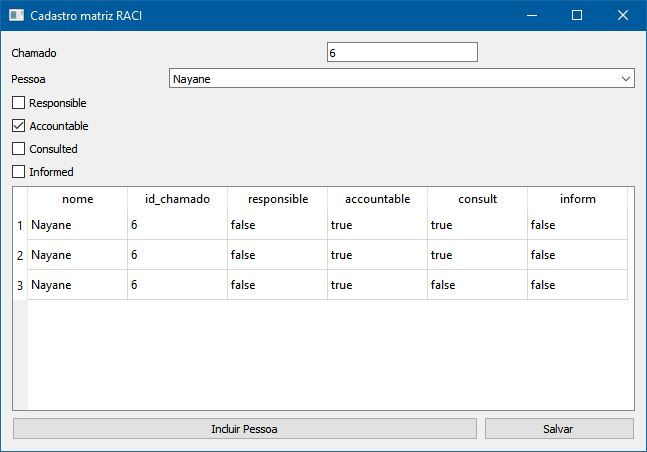 Cadastro matriz RACI
Chamado 6
Pessoa Nayane
Responsible
Accountable
Consulted
Informed
nome id_chamado responsible accountable consult inform
1 Nayane 6 false true true false
2 Nayane 6 false true true false
3 Nayane 6 false true false false
Incluir Pessoa Salvar